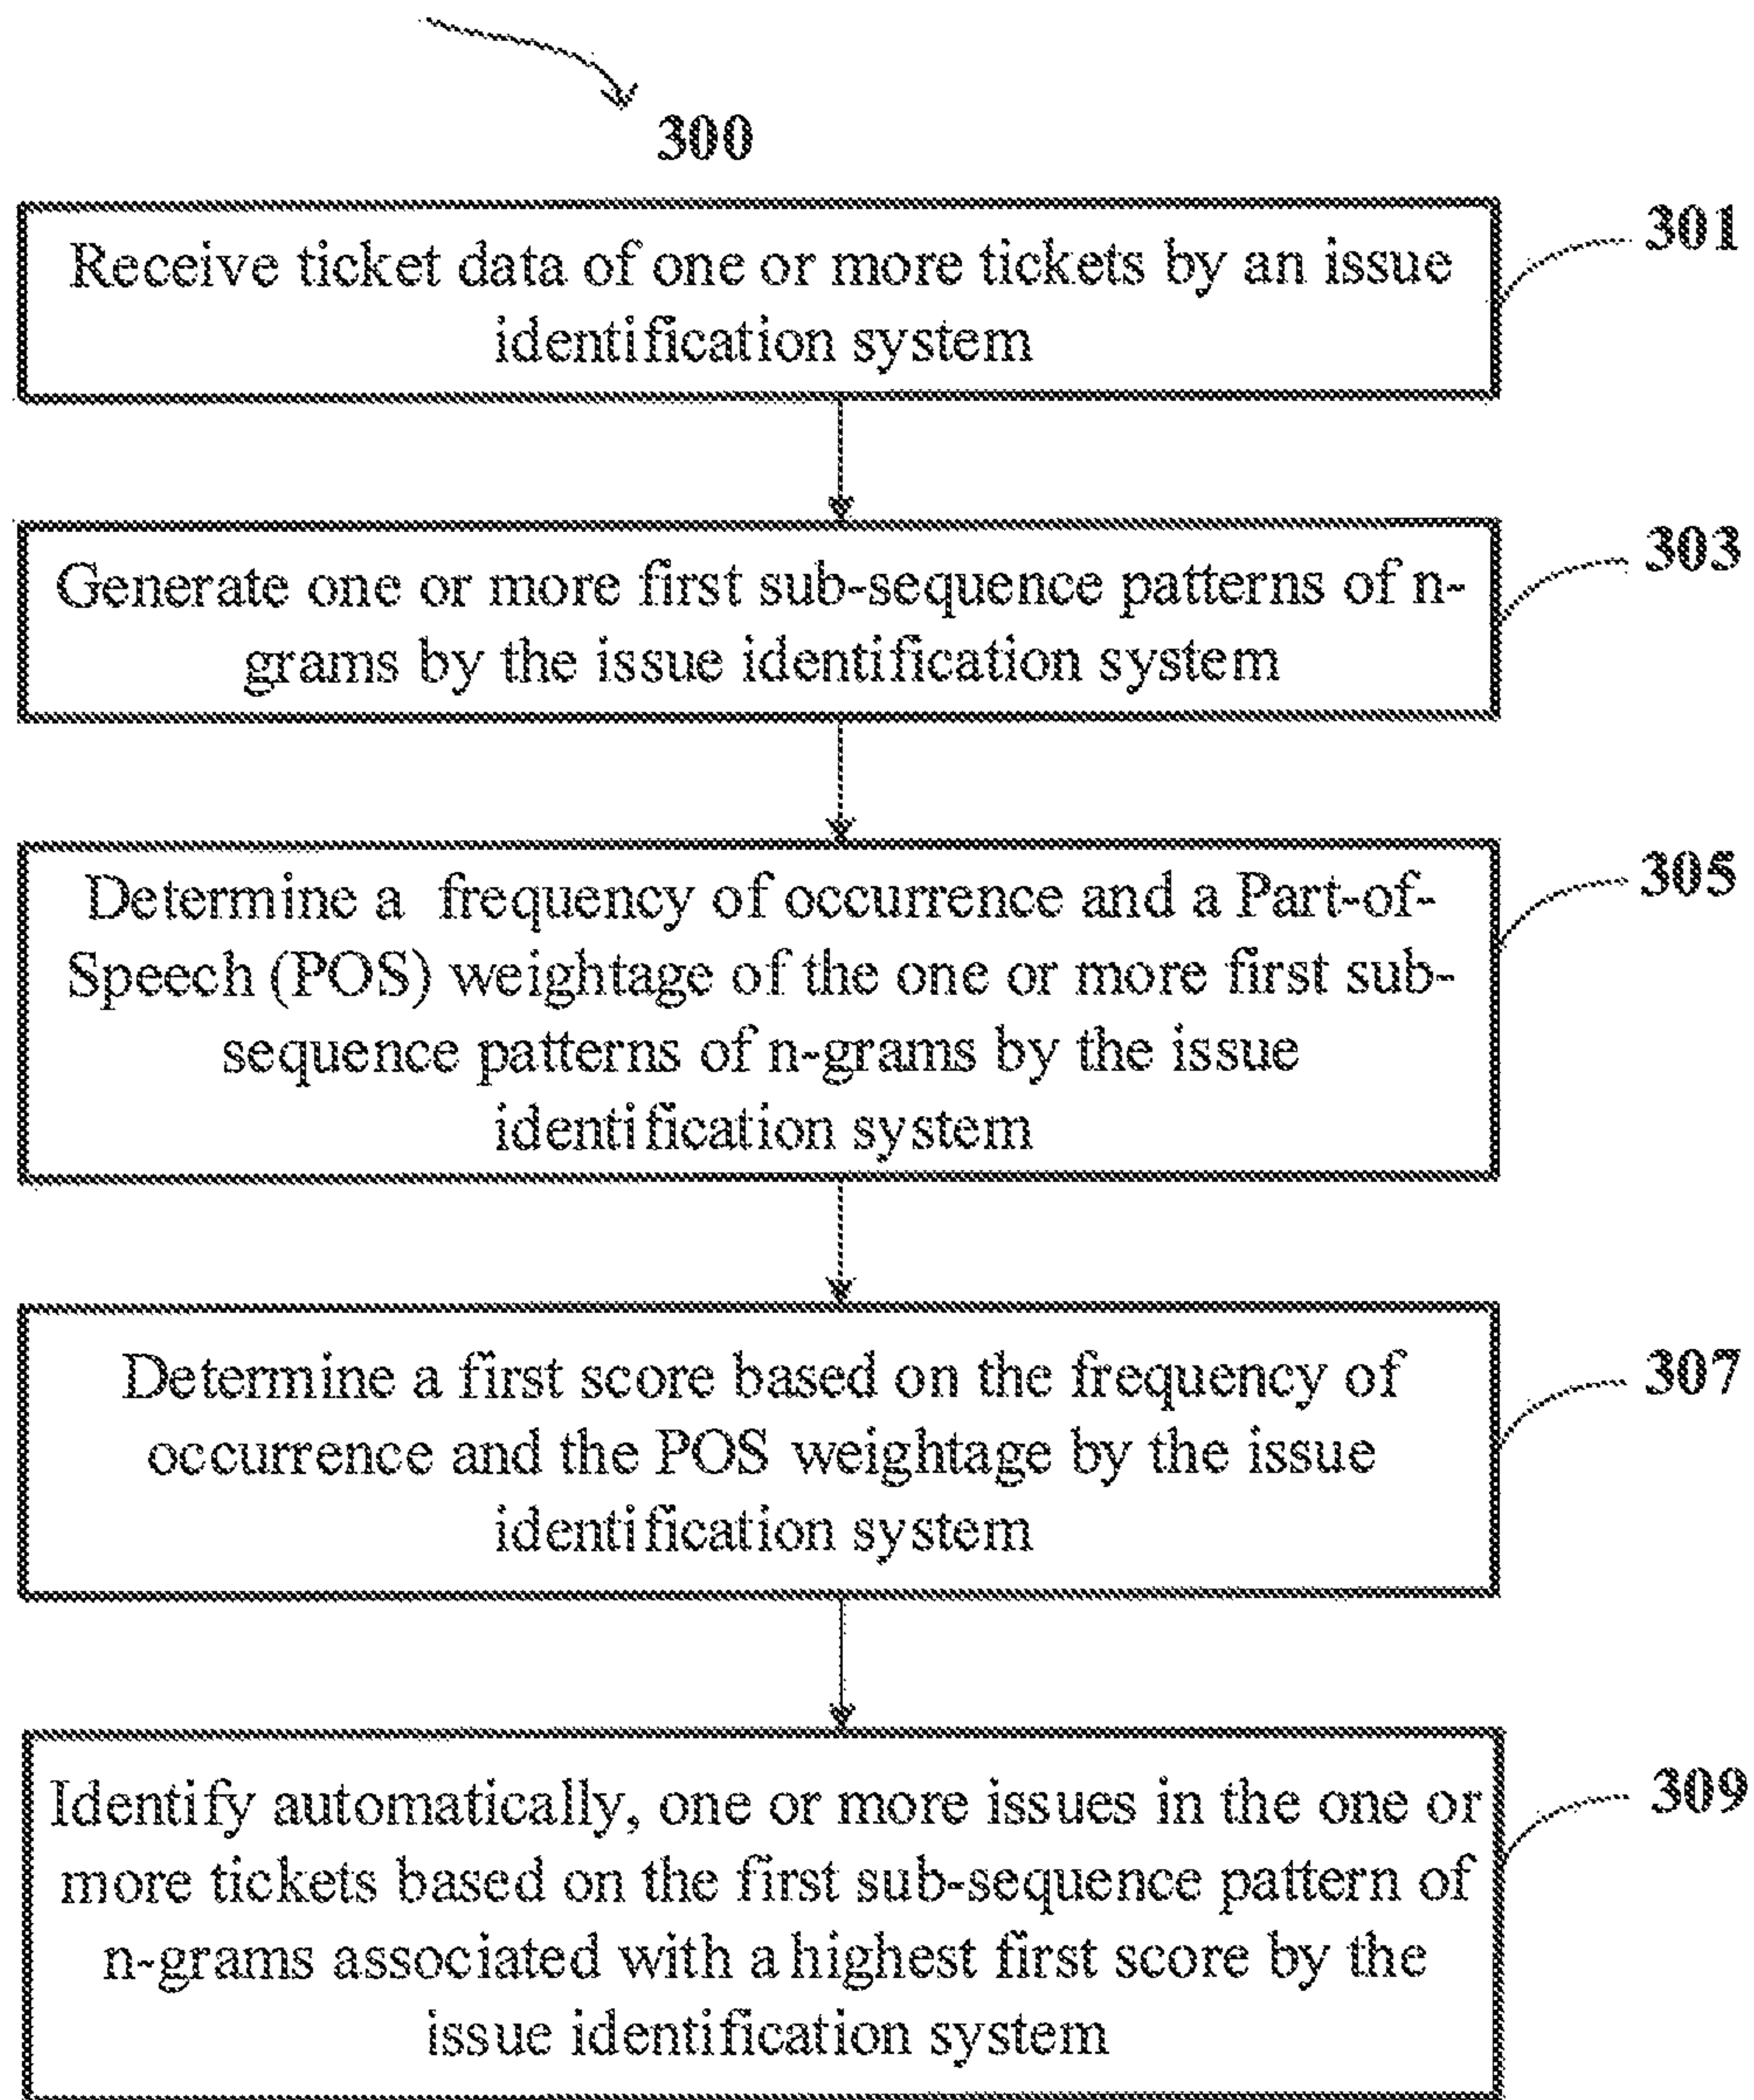 300
Receive ticket data of one or more tickets by an issue
identification system
301
Generate one or more first sub-sequence patterns of n-
grams by the issue identification system
303
Determine a  frequency of occurrence and a Part-of-
Speech (POS) weightage of the one or more first sub-
sequence patterns of n-grams by the issue
identification system
305
Determine a first score based on the frequency of
occurrence and the POS weightage by the issue
identification system
307
Identify automatically, one or more issues in the one or
more tickets based on the first sub-sequence pattern of
n-grams associated with a highest first score by the
issue identification system
309